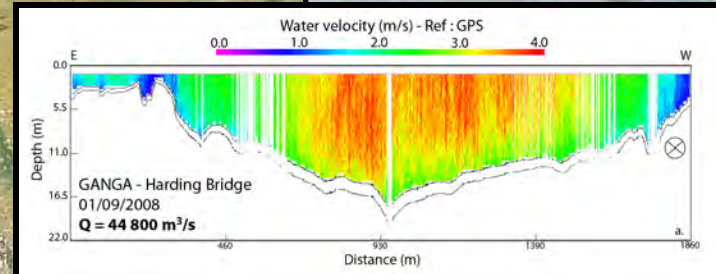 Water velocity (m/s) - Ref : GPS
0.0 1.0 2.0 3.0 4.0
E W
0.0
5.5
11.0
16.5
22.0
Depth (m)
GANGA - Harding Bridge
01/09/2008
Q = 44 800 m³/s
a.
460 930 1390 1860
Distance (m)